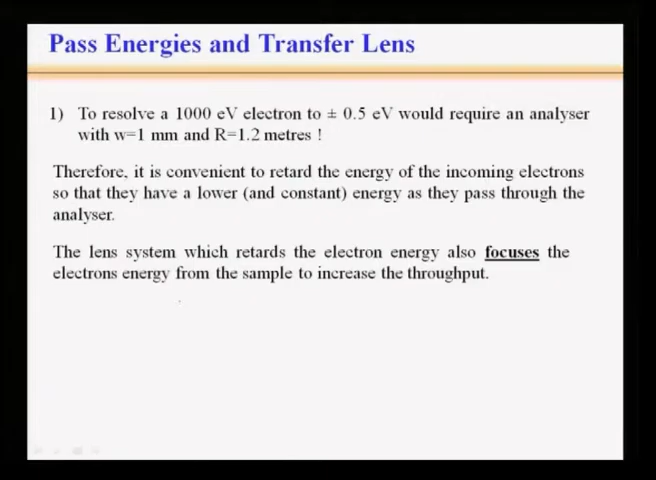 Pass Energies and Transfer Lens
1) To resolve a 1000 eV electron to ± 0.5 eV would require an analyser
with w=1 mm and R=1.2 metres !
Therefore, it is convenient to retard the energy of the incoming electrons
so that they have a lower (and constant) energy as they pass through the
analyser.
The lens system which retards the electron energy also focuses the
electrons energy from the sample to increase the throughput.